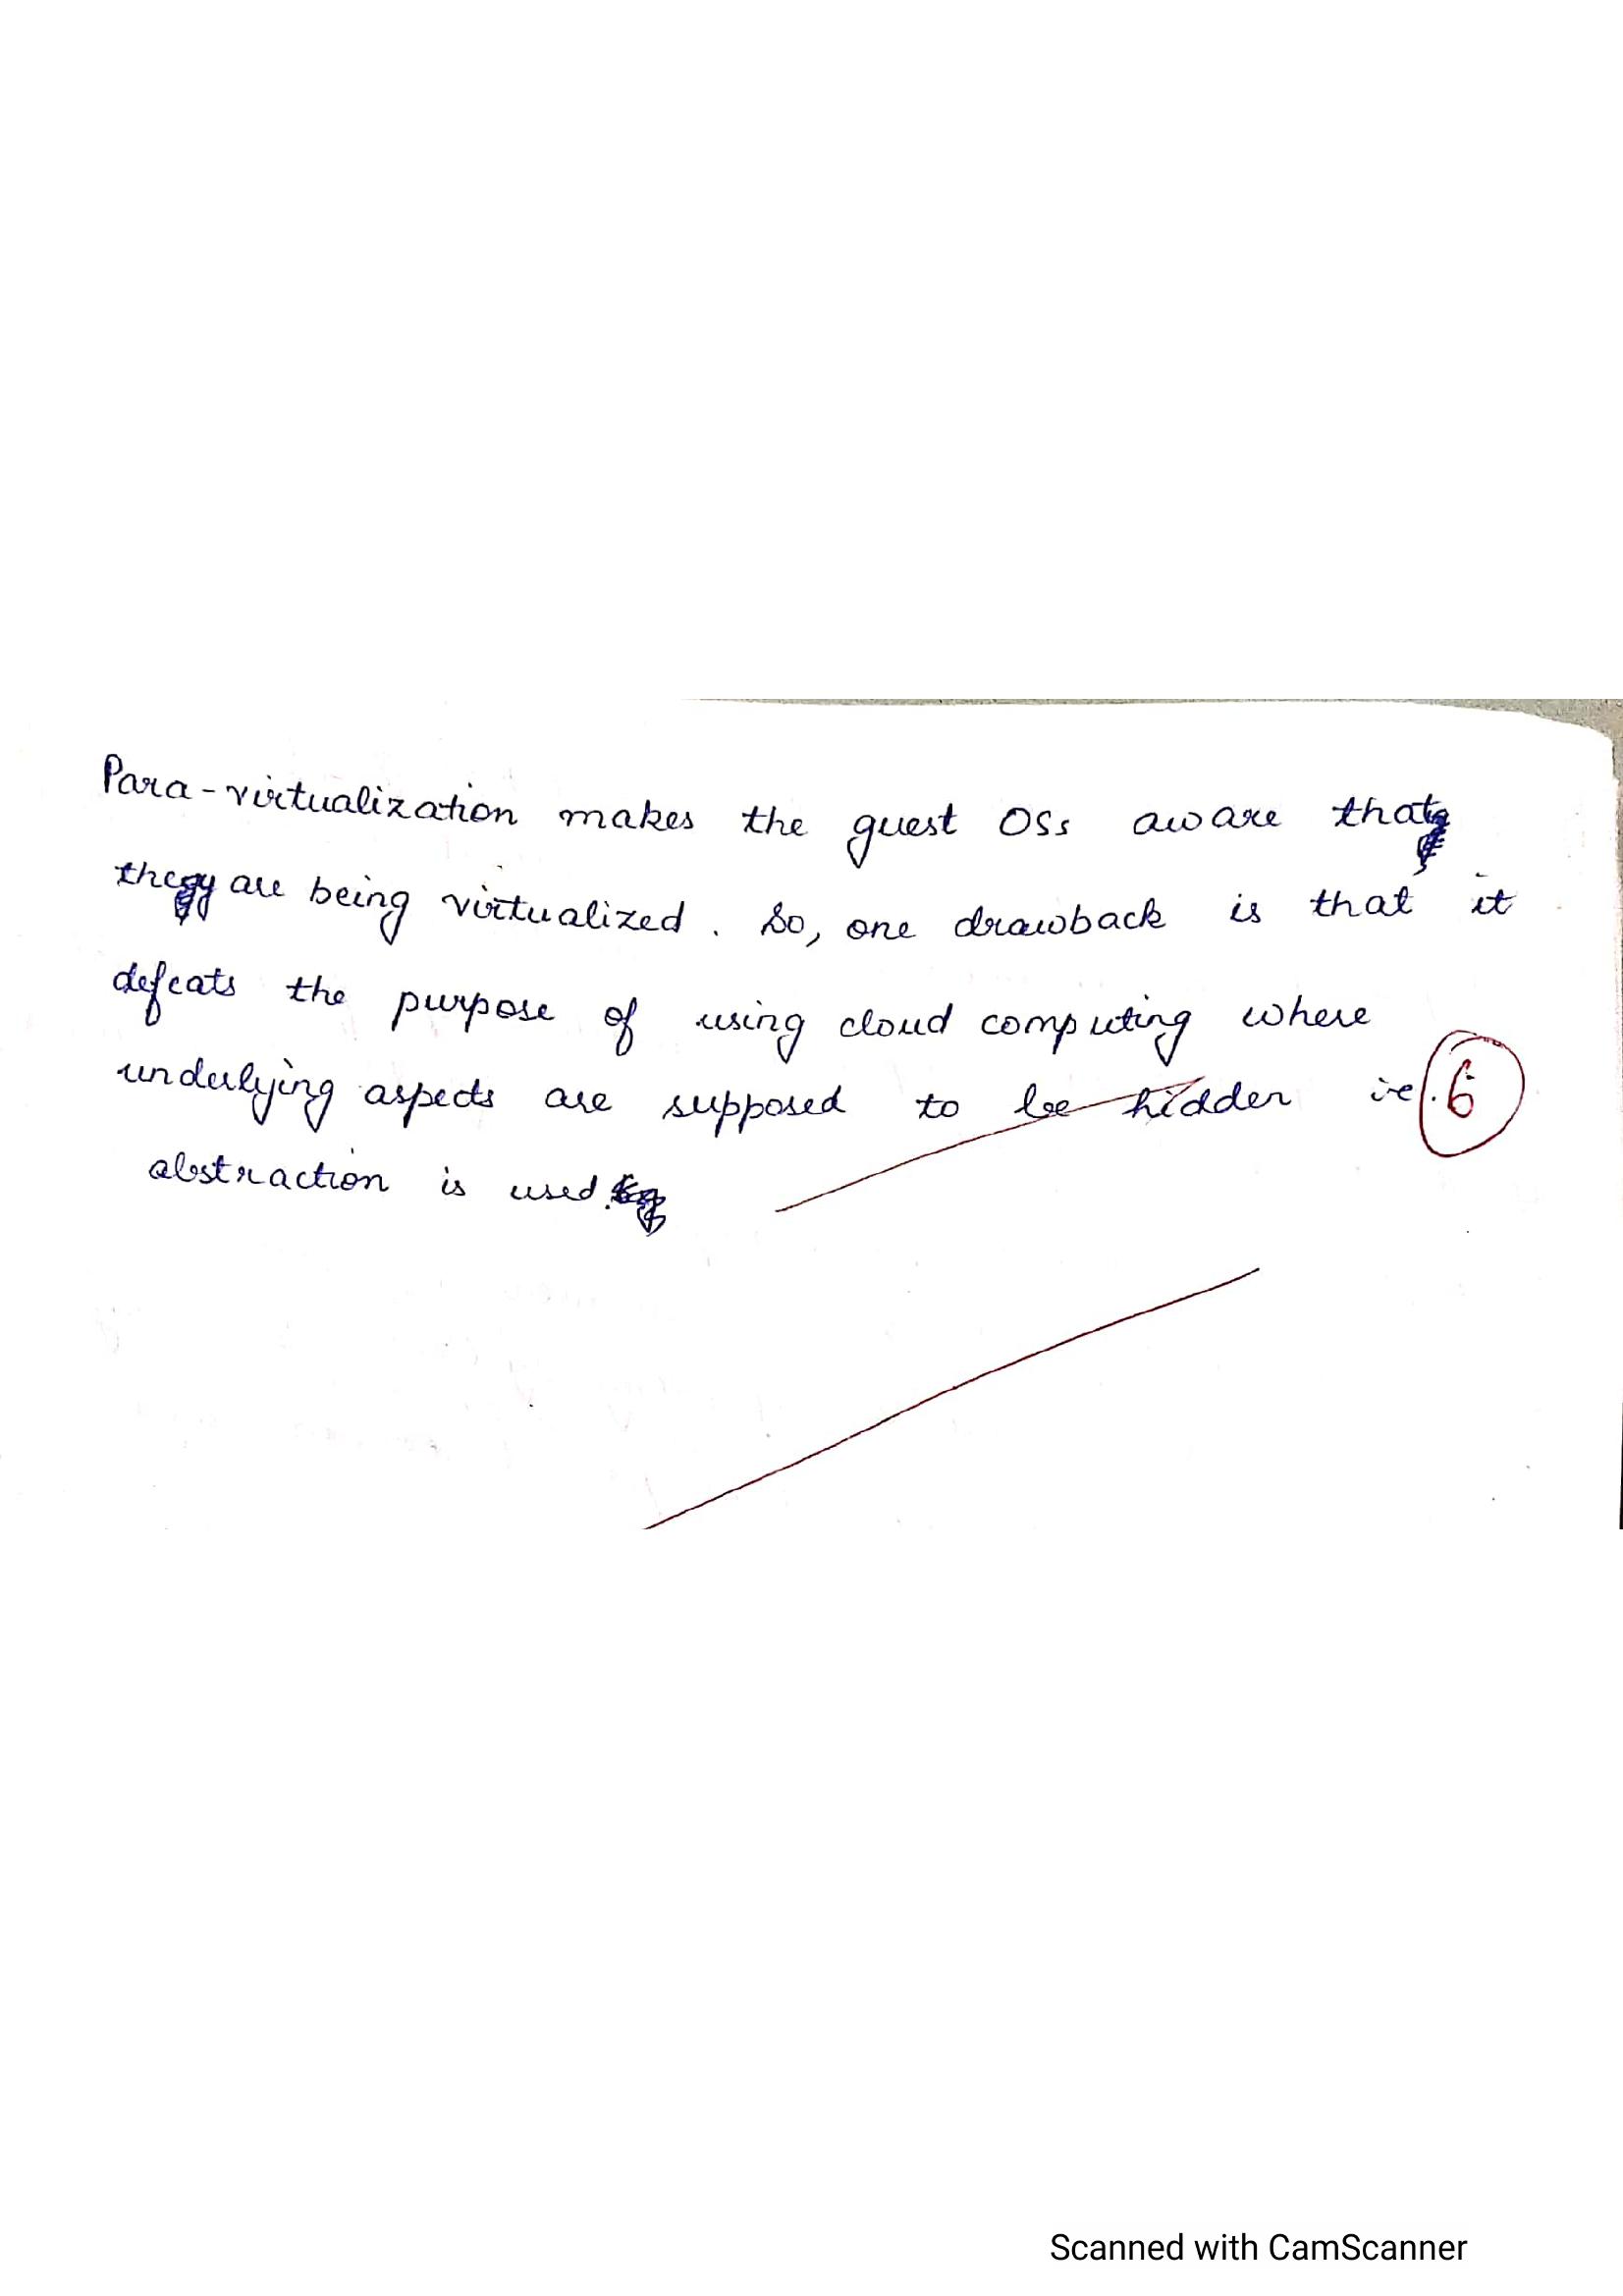 Para-virtualization makes the guest OSs aware that
they are being virtualized. So, one drawback is that it
defeats the purpose of using cloud computing where
underlying aspects are supposed to be hidden ie.
6
abstraction is used.
Scanned with CamScanner